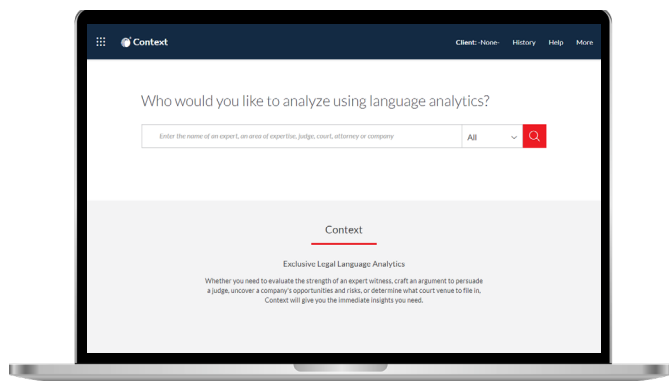 Context
Client: -None- History Help More
Who would you like to analyze using language analytics?
Enter the name of an expert, an area of expertise, judge, court, attorney or company
All
Context
Exclusive Legal Language Analytics
Whether you need to evaluate the strength of an expert witness, craft an argument to persuade
a judge, uncover a company's opportunities and risks, or determine what court venue to file in,
Context will give you the immediate insights you need.